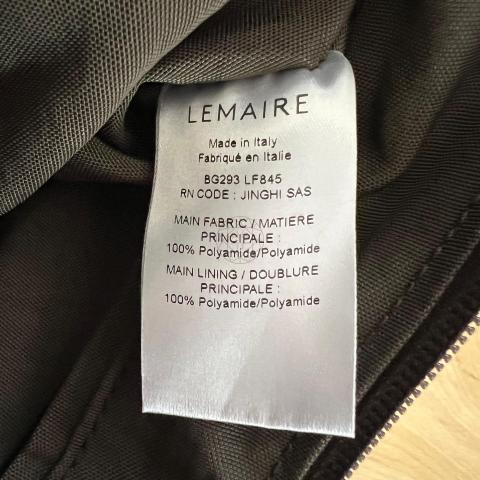 LEMAIRE
Made in Italy
Fabriqué en Italie
BG293 LF845
RN CODE : JINGHI SAS
MAIN FABRIC / MATIERE
PRINCIPALE :
100% Polyamide/Polyamide
MAIN LINING / DOUBLURE
PRINCIPALE :
100% Polyamide/Polyamide